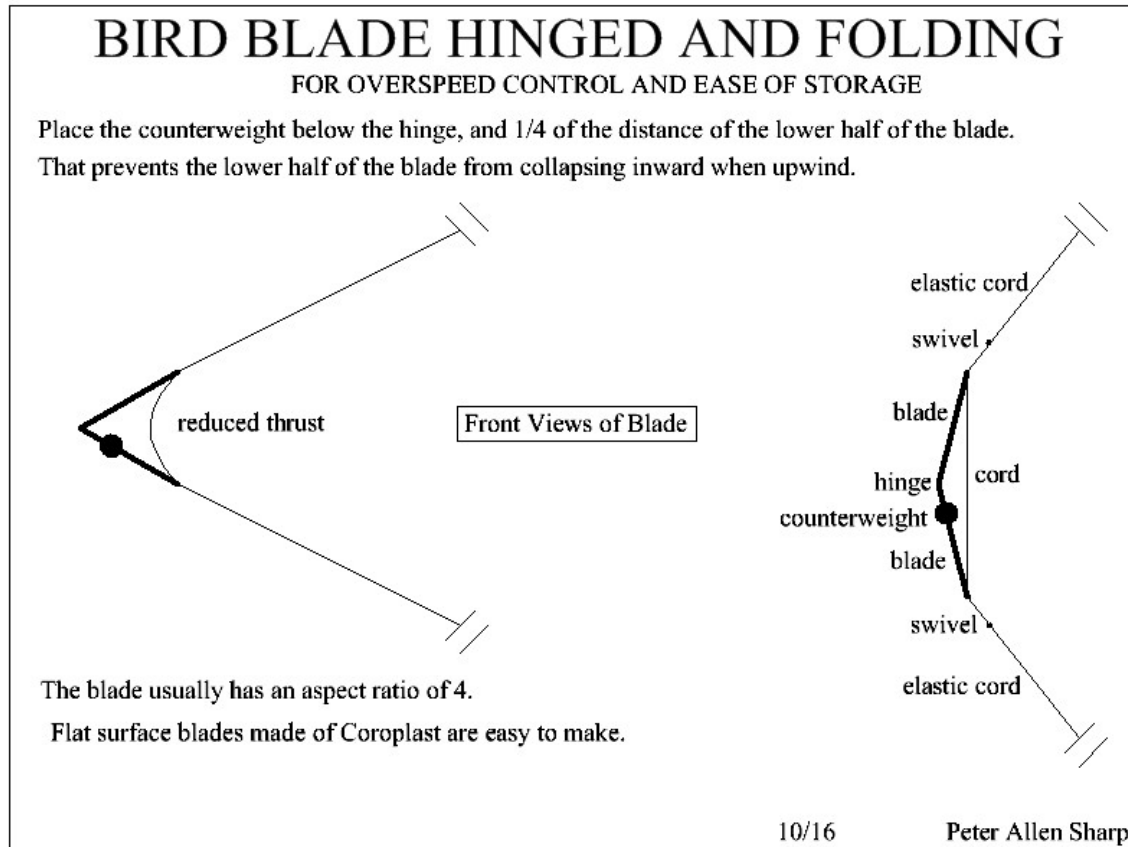 BIRD BLADE HINGED AND FOLDING
FOR OVERSPEED CONTROL AND EASE OF STORAGE
Place the counterweight below the hinge, and 1/4 of the distance of the lower half of the blade.
That prevents the lower half of the blade from collapsing inward when upwind.
elastic cord
swivel
blade
reduced thrust
Front Views of Blade
cord
hinge
counterweight
blade
swivel
elastic cord
The blade usually has an aspect ratio of 4.
Flat surface blades made of Coroplast are easy to make.
10/16
Peter Allen Sharp